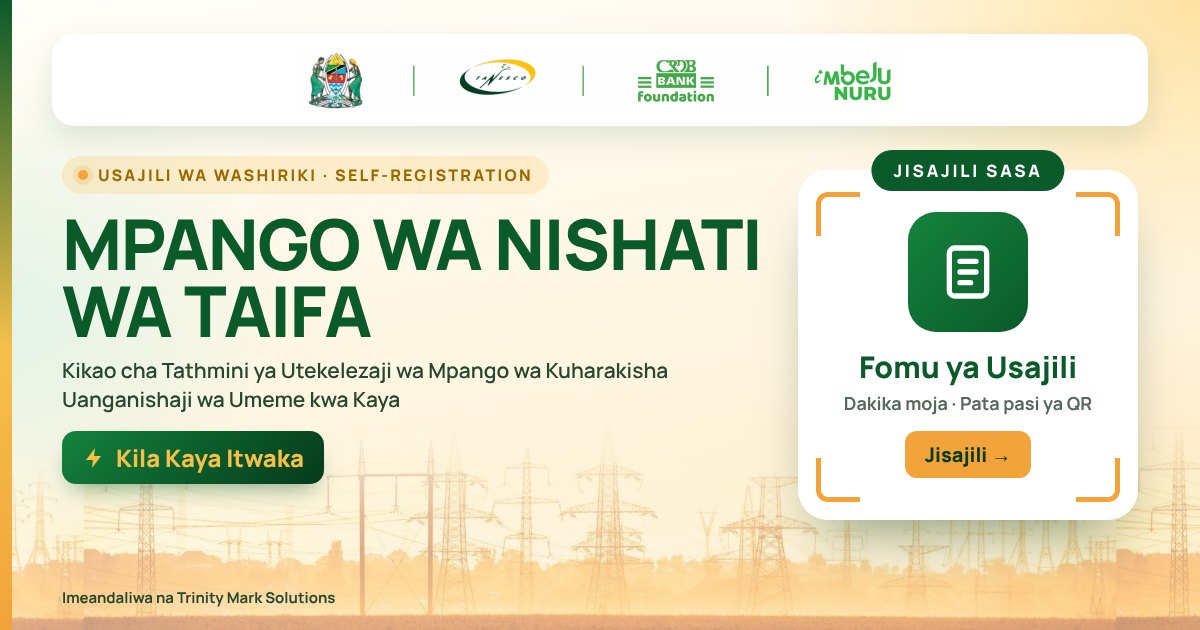 TANESCO
CRDB
BANK
foundation
iMbeJu
NURU
USAJILI WA WASHIRIKI · SELF-REGISTRATION
MPANGO WA NISHATI
WA TAIFA
Kikao cha Tathmini ya Utekelezaji wa Mpango wa Kuharakisha
Uanganishaji wa Umeme kwa Kaya
Kila Kaya Itwaka
JISAJILI SASA
Fomu ya Usajili
Dakika moja · Pata pasi ya QR
Jisajili →
Imeandaliwa na Trinity Mark Solutions